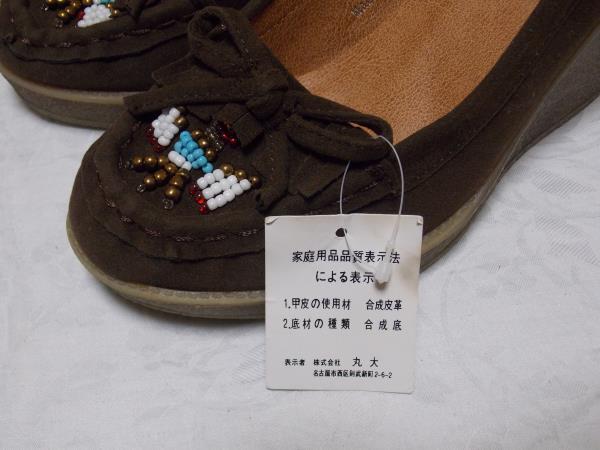 家庭用品品質表示法
による表示
1.甲皮の使用材 合成皮革
2.底材の種類 合成底
表示者 株式会社 丸大
名古屋市西区則武新町2-6-2